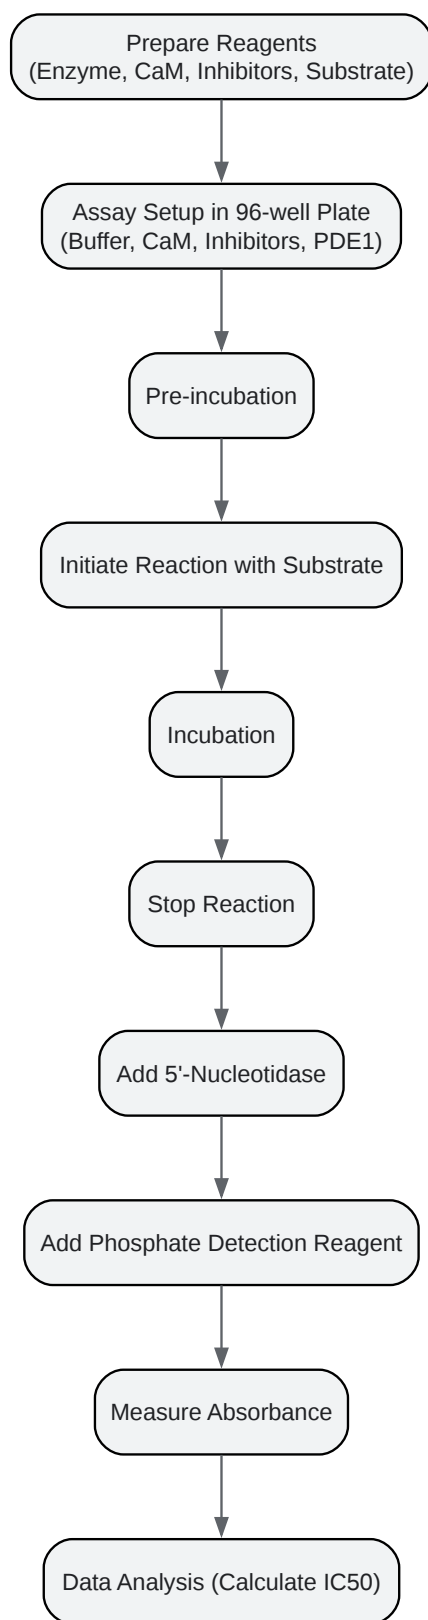 Prepare Reagents
(Enzyme, CaM, Inhibitors, Substrate)
Assay Setup in 96-well Plate
(Buffer, CaM, Inhibitors, PDE1)
Pre-incubation
Initiate Reaction with Substrate
Incubation
Stop Reaction
Add 5'-Nucleotidase
Add Phosphate Detection Reagent
Measure Absorbance
Data Analysis (Calculate IC50)